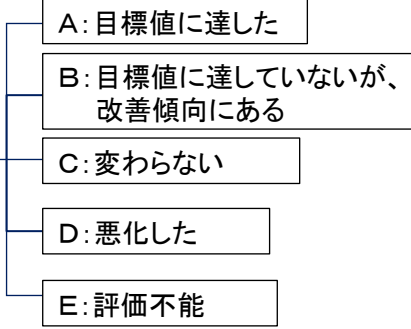 A:目標値に達した
B:目標値に達していないが、
改善傾向にある
C:変わらない
D:悪化した
E:評価不能